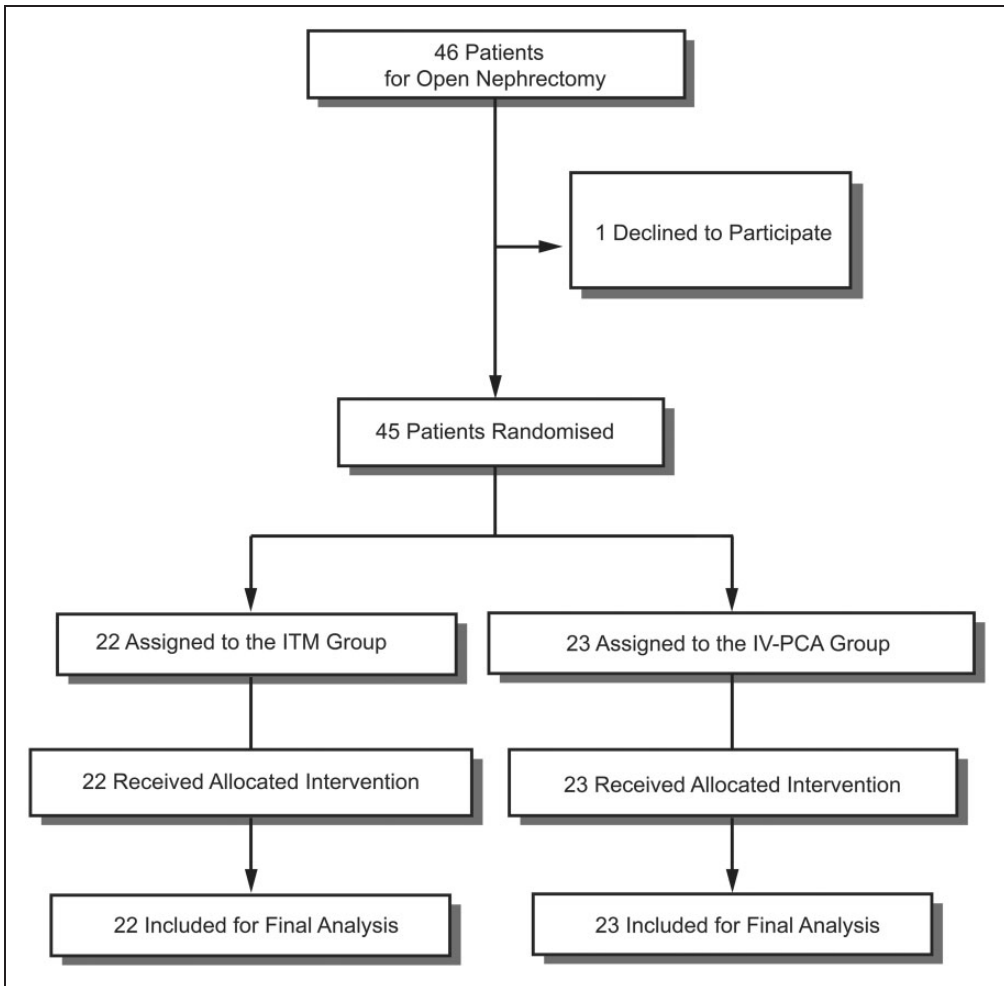 46 Patients
for Open Nephrectomy
1 Declined to Participate
45 Patients Randomised
22 Assigned to the ITM Group
23 Assigned to the IV-PCA Group
22 Received Allocated Intervention
23 Received Allocated Intervention
22 Included for Final Analysis
23 Included for Final Analysis